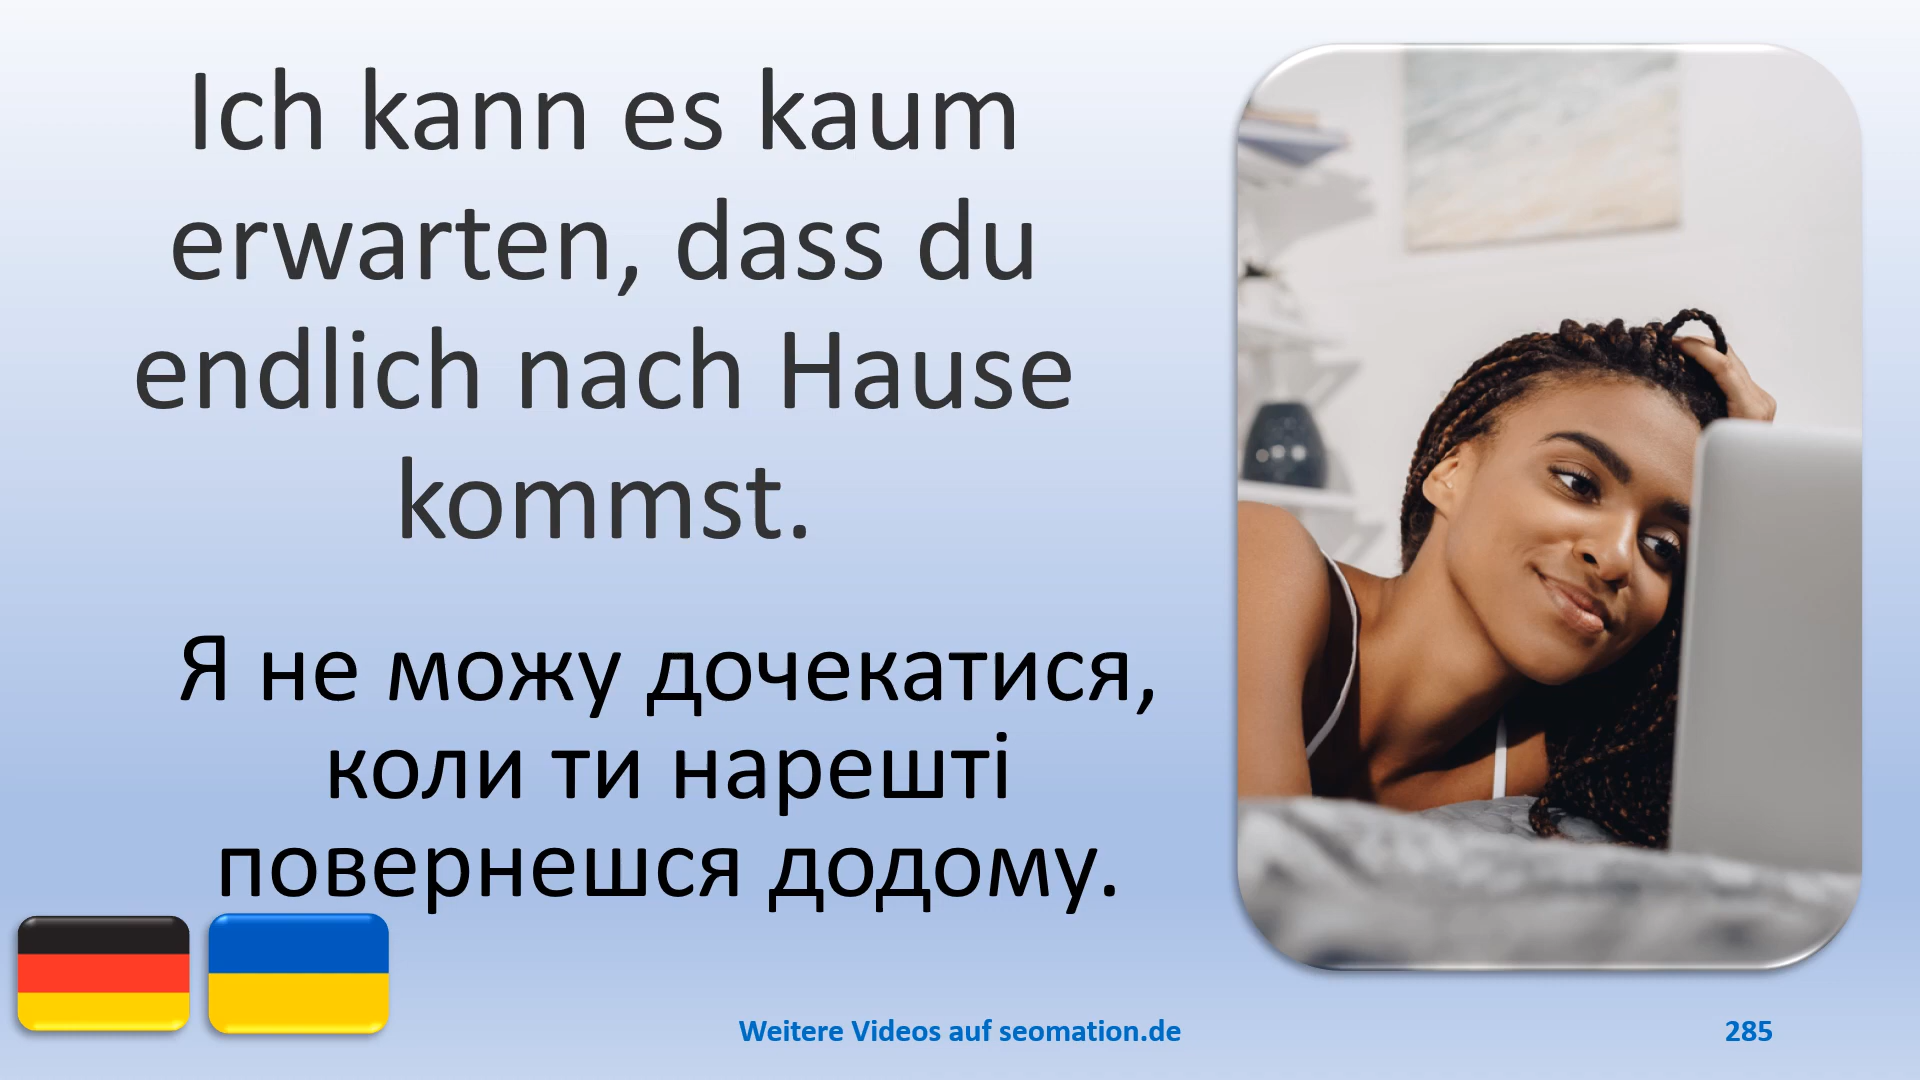 Ich kann es kaum
erwarten, dass du
endlich nach Hause
kommst.
Я не можу дочекатися,
коли ти нарешті
повернешся додому.
Weitere Videos auf seomation.de
285